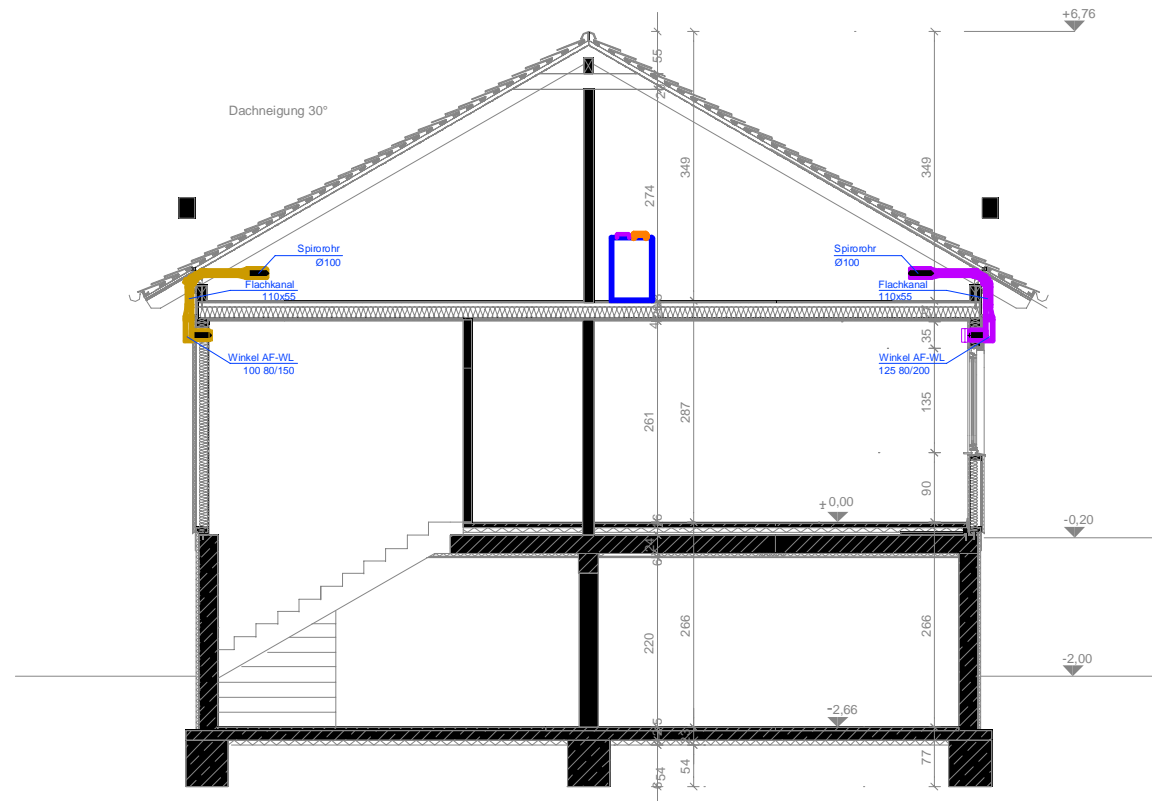 +6,76
55
Dachneigung 30°
349
349
274
Spirorohr
Ø100
Flachkanal
110x55
Spirorohr
Ø100
Flachkanal
110x55
35
Winkel AF-WL
100 80/150
Winkel AF-WL
125 80/200
135
261
287
90
+0,00
-0,20
220
266
266
-2,00
-2,66
77
54
54